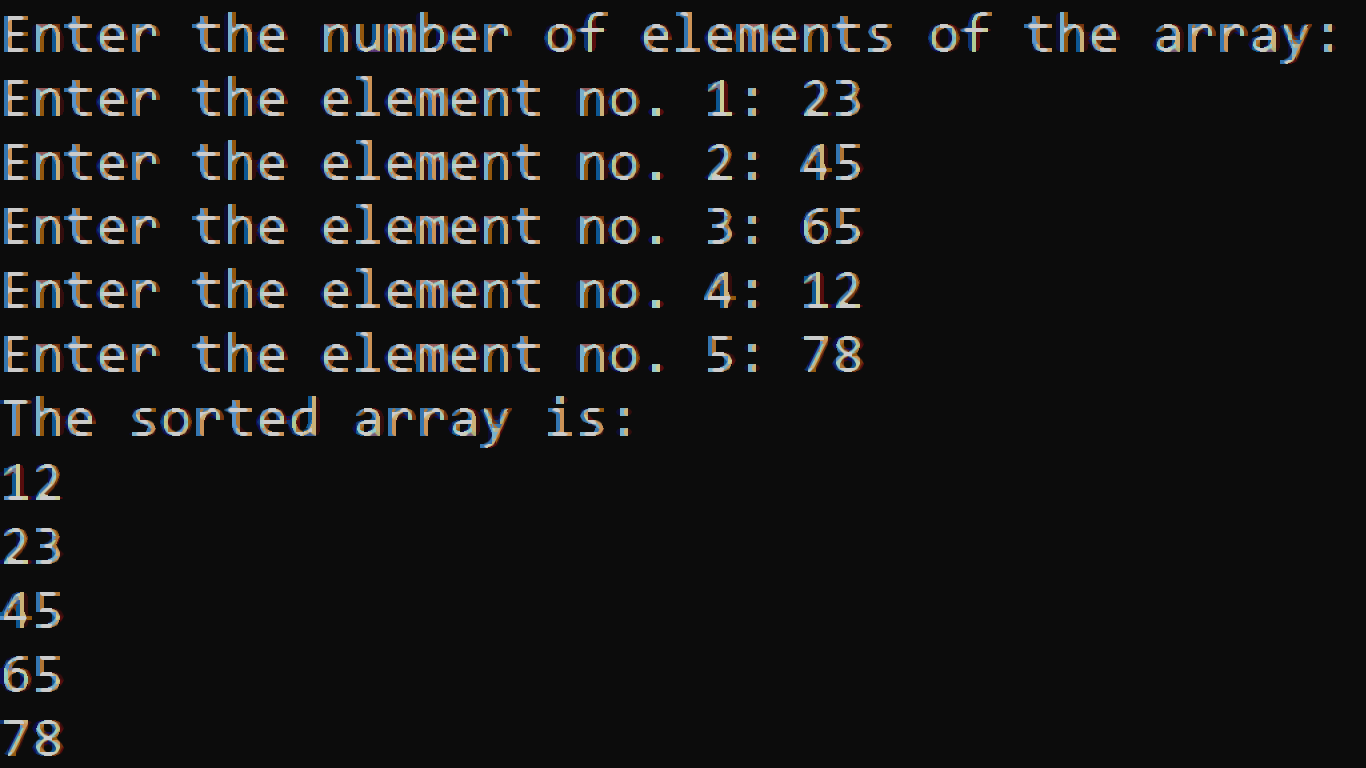 Enter the number of elements of the array:
Enter the element no. 1: 23
Enter the element no. 2: 45
Enter the element no. 3: 65
Enter the element no. 4: 12
Enter the element no. 5: 78
The sorted array is:
12
23
45
65
78